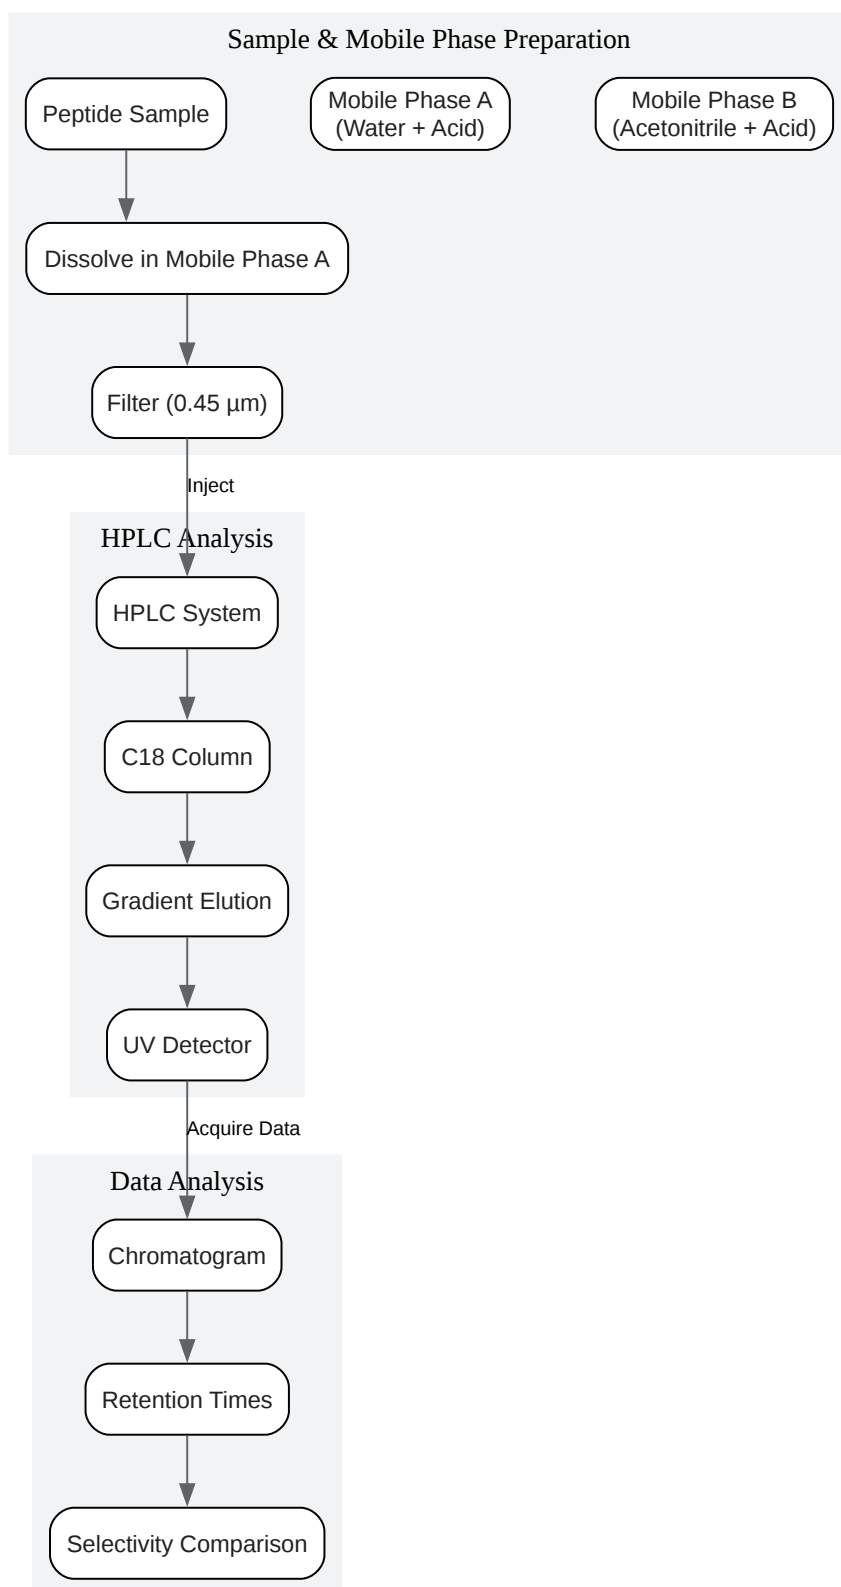 Sample & Mobile Phase Preparation
Peptide Sample
Mobile Phase A
(Water + Acid)
Mobile Phase B
(Acetonitrile + Acid)
Dissolve in Mobile Phase A
Filter (0.45 µm)
Inject
HPLC Analysis
HPLC System
C18 Column
Gradient Elution
UV Detector
Acquire Data
Data Analysis
Chromatogram
Retention Times
Selectivity Comparison